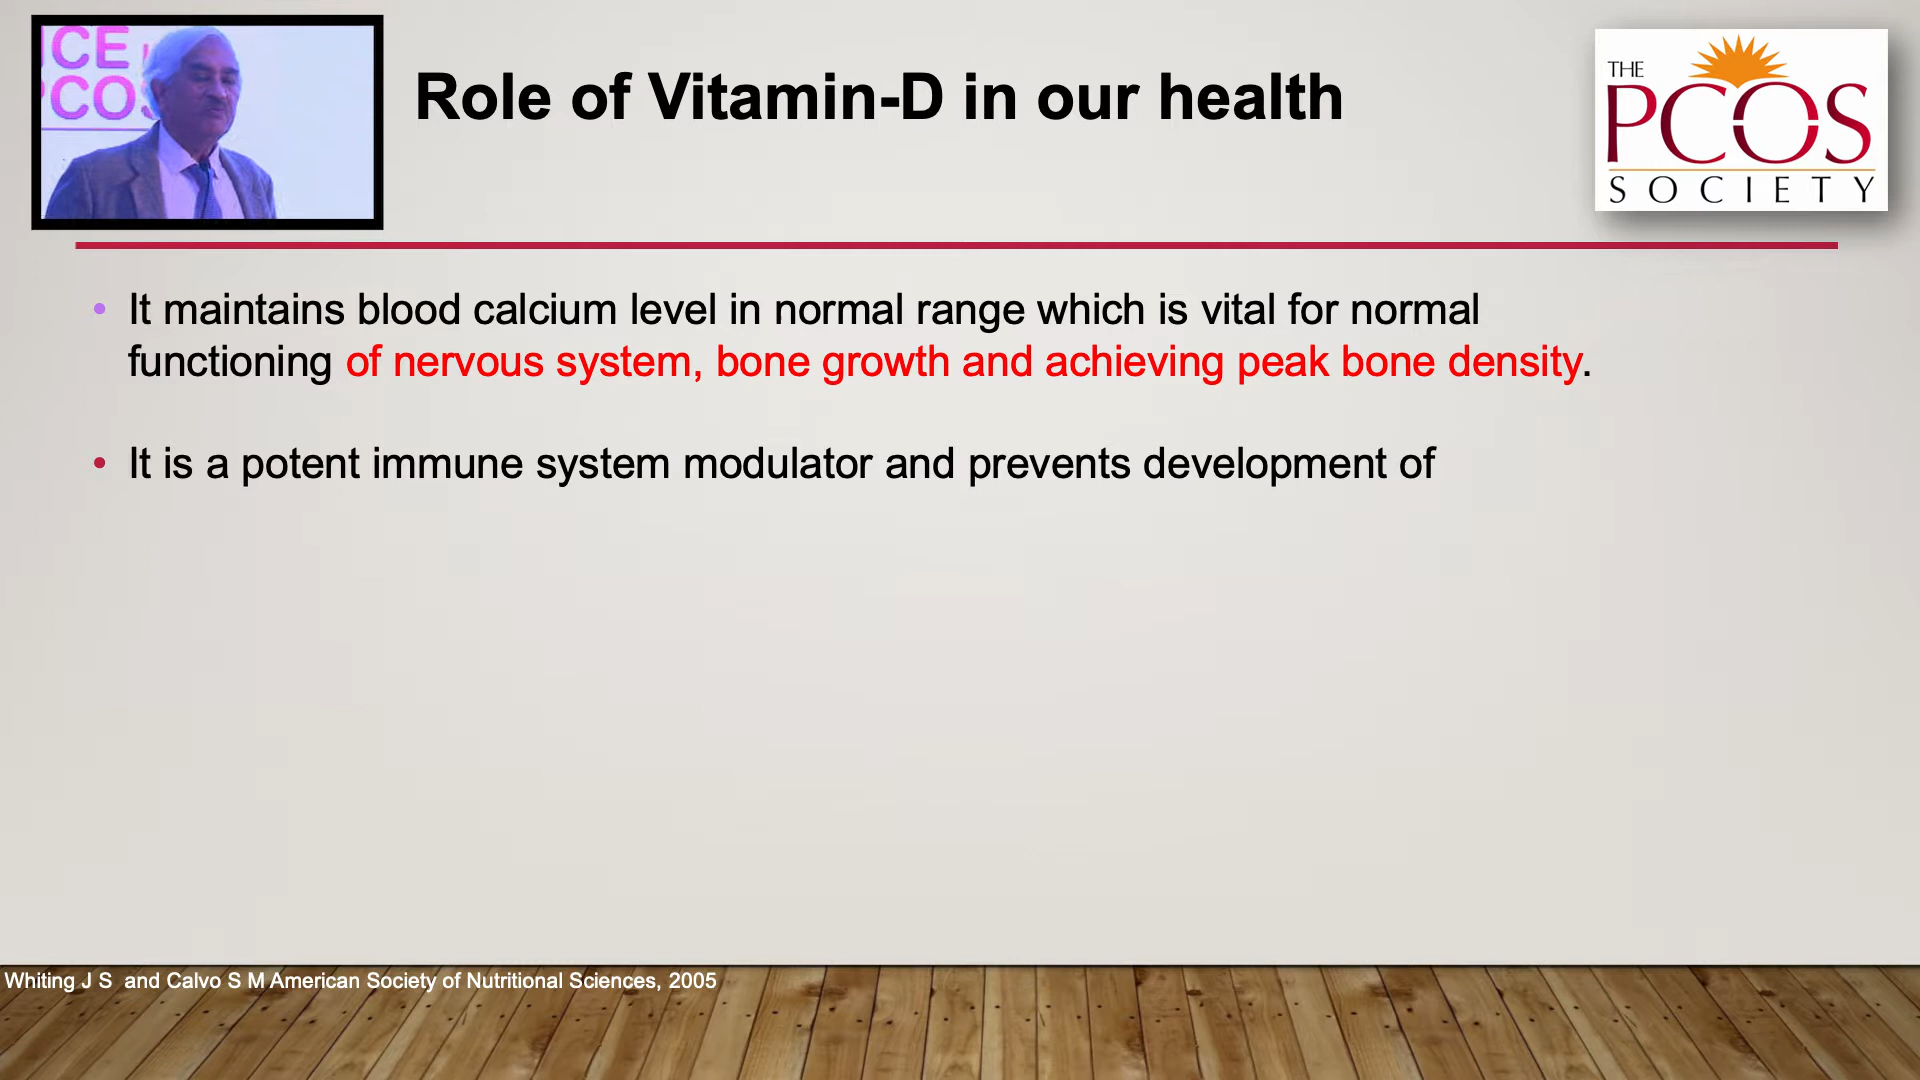 ICE
PCOS
Role of Vitamin-D in our health
THE
PCOS
SOCIETY
• It maintains blood calcium level in normal range which is vital for normal
functioning of nervous system, bone growth and achieving peak bone density.
• It is a potent immune system modulator and prevents development of
Whiting J S and Calvo S M American Society of Nutritional Sciences, 2005